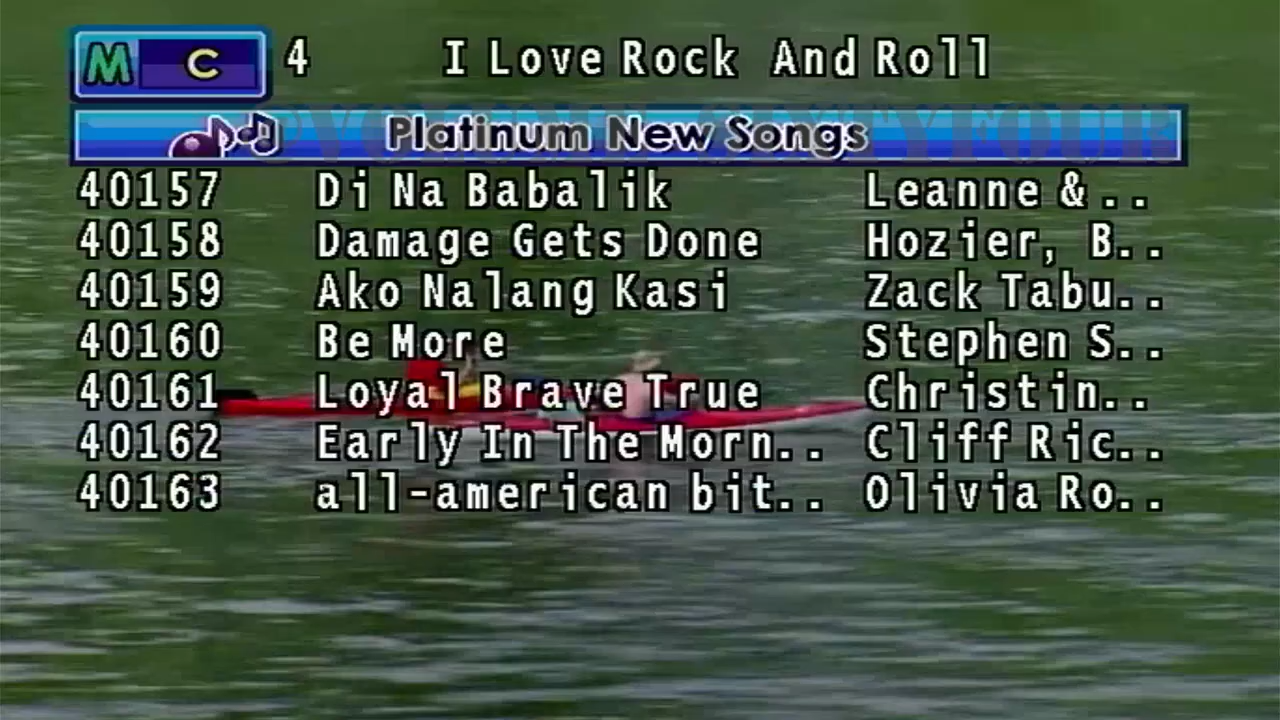 M C 4 I Love Rock And Roll
Platinum New Songs
40157 Di Na Babalik Leanne & ..
40158 Damage Gets Done Hozier, B..
40159 Ako Nalang Kasi Zack Tabu..
40160 Be More Stephen S..
40161 Loyal Brave True Christin..
40162 Early In The Morn.. Cliff Ric..
40163 all-american bit.. Olivia Ro..